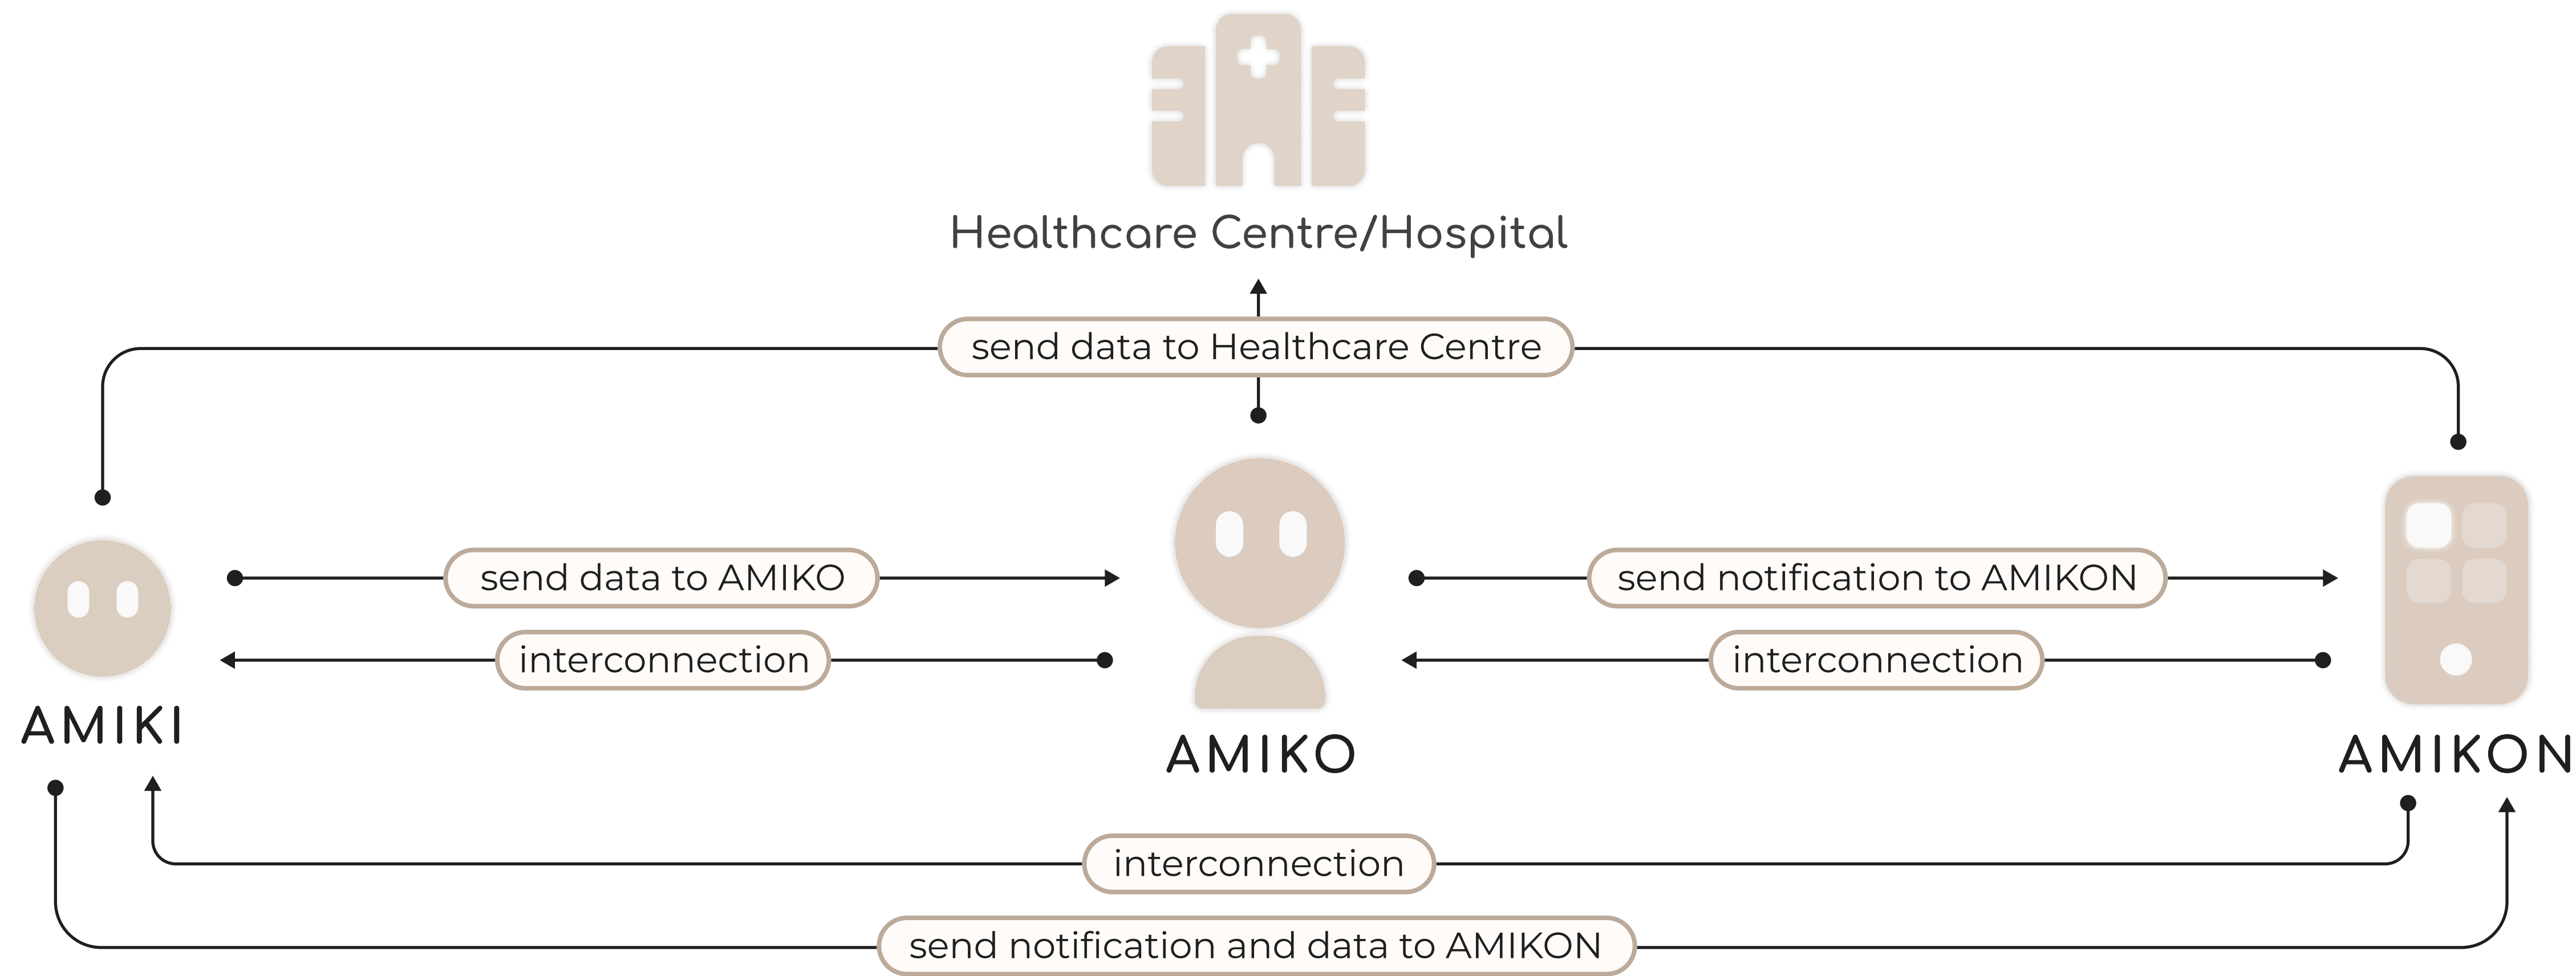 Healthcare Centre/Hospital
send data to Healthcare Centre
send data to AMIKO
send notification to AMIKON
interconnection
interconnection
AMIKI
AMIKO
AMIKON
interconnection
send notification and data to AMIKON